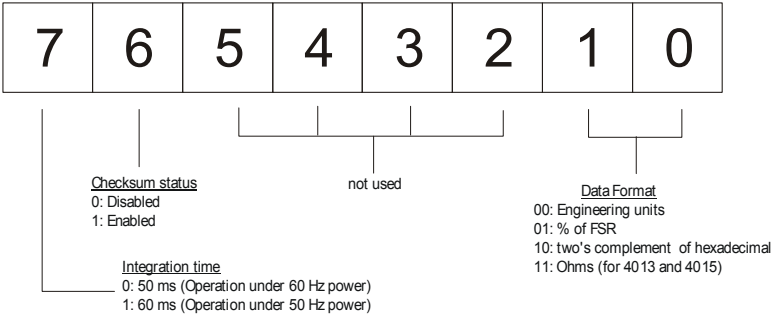 7 6 5 4 3 2 1 0
Checksum status
0: Disabled
1: Enabled
not used
Data Format
00: Engineering units
01: % of FSR
10: two's complement of hexadecimal
11: Ohms (for 4013 and 4015)
Integration time
0: 50 ms (Operation under 60 Hz power)
1: 60 ms (Operation under 50 Hz power)